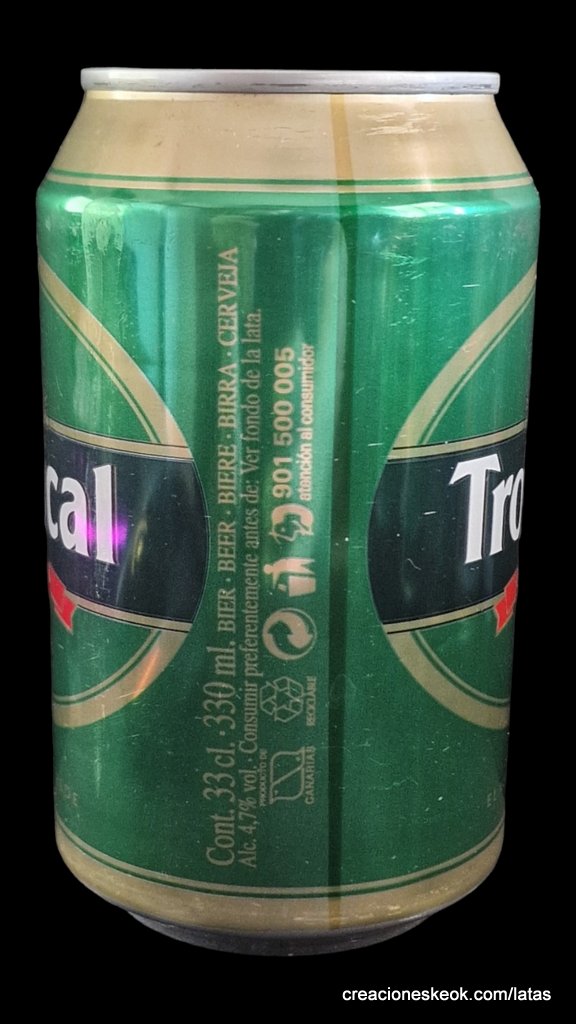 cal
Tro
Cont. 33 cl. · 330 ml. BIER · BEER · BIERE · BIRRA · CERVEJA
Alc. 4,7% vol. · Consumir preferentemente antes de: Ver fondo de la lata.
PRODUCTO DE
CANARIAS
RECICLABLE
901 500 005
atención al consumidor
creacioneskeok.com/latas